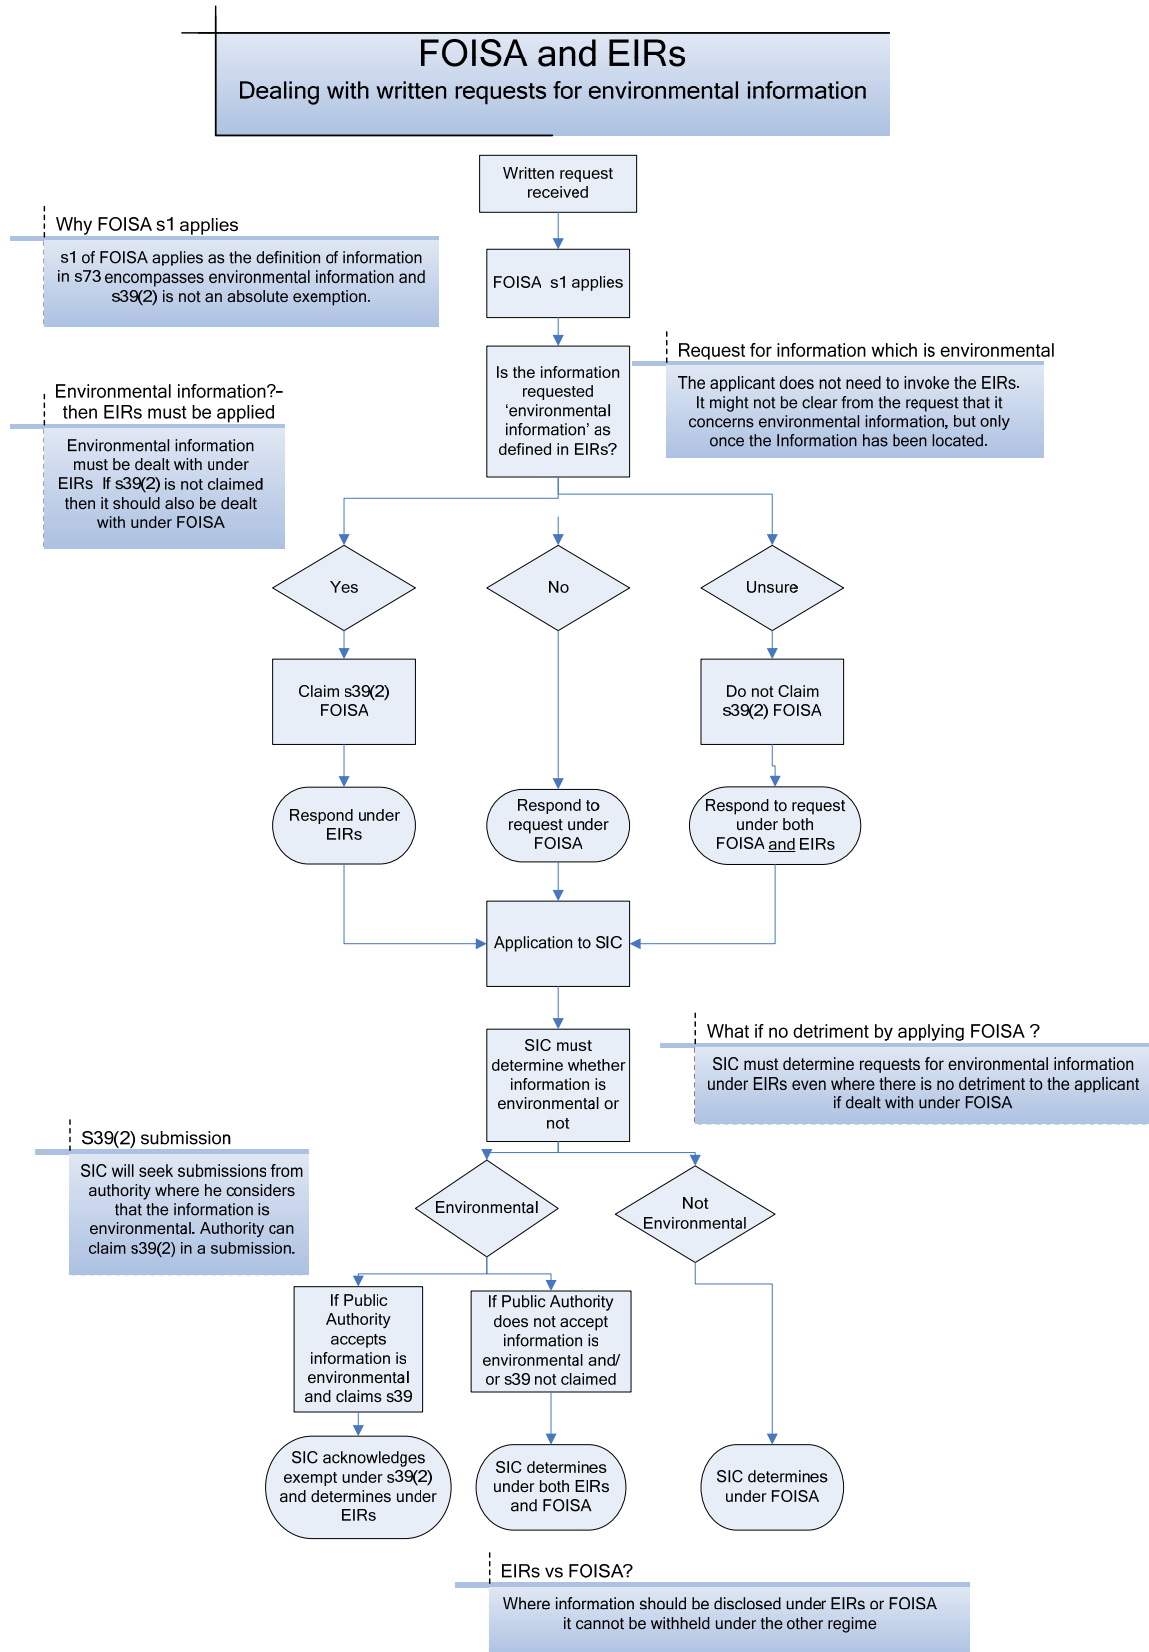 FOISA and EIRs
Dealing with written requests for environmental information
Written request
received
Why FOISA s1 applies
s1 of FOISA applies as the definition of information
in s73 encompasses environmental information and
s39(2) is not an absolute exemption.
FOISA s1 applies
Request for information which is environmental
The applicant does not need to invoke the EIRs.
It might not be clear from the request that it
concerns environmental information, but only
once the Information has been located.
Is the information
requested
‘environmental
information’ as
defined in EIRs?
Environmental information?-
then EIRs must be applied
Environmental information
must be dealt with under
EIRs If s39(2) is not claimed
then it should also be dealt
with under FOISA
Yes
No
Unsure
Claim s39(2)
FOISA
Do not Claim
s39(2) FOISA
Respond under
EIRs
Respond to
request under
FOISA
Respond to request
under both
FOISA and EIRs
Application to SIC
SIC must
determine whether
information is
environmental or
not
What if no detriment by applying FOISA ?
SIC must determine requests for environmental information
under EIRs even where there is no detriment to the applicant
if dealt with under FOISA
S39(2) submission
SIC will seek submissions from
authority where he considers
that the information is
environmental. Authority can
claim s39(2) in a submission.
Environmental
Not
Environmental
If Public
Authority
accepts
information is
environmental
and claims s39
If Public Authority
does not accept
information is
environmental and/
or s39 not claimed
SIC acknowledges
exempt under s39(2)
and determines under
EIRs
SIC determines
under both EIRs
and FOISA
SIC determines
under FOISA
EIRs vs FOISA?
Where information should be disclosed under EIRs or FOISA
it cannot be withheld under the other regime